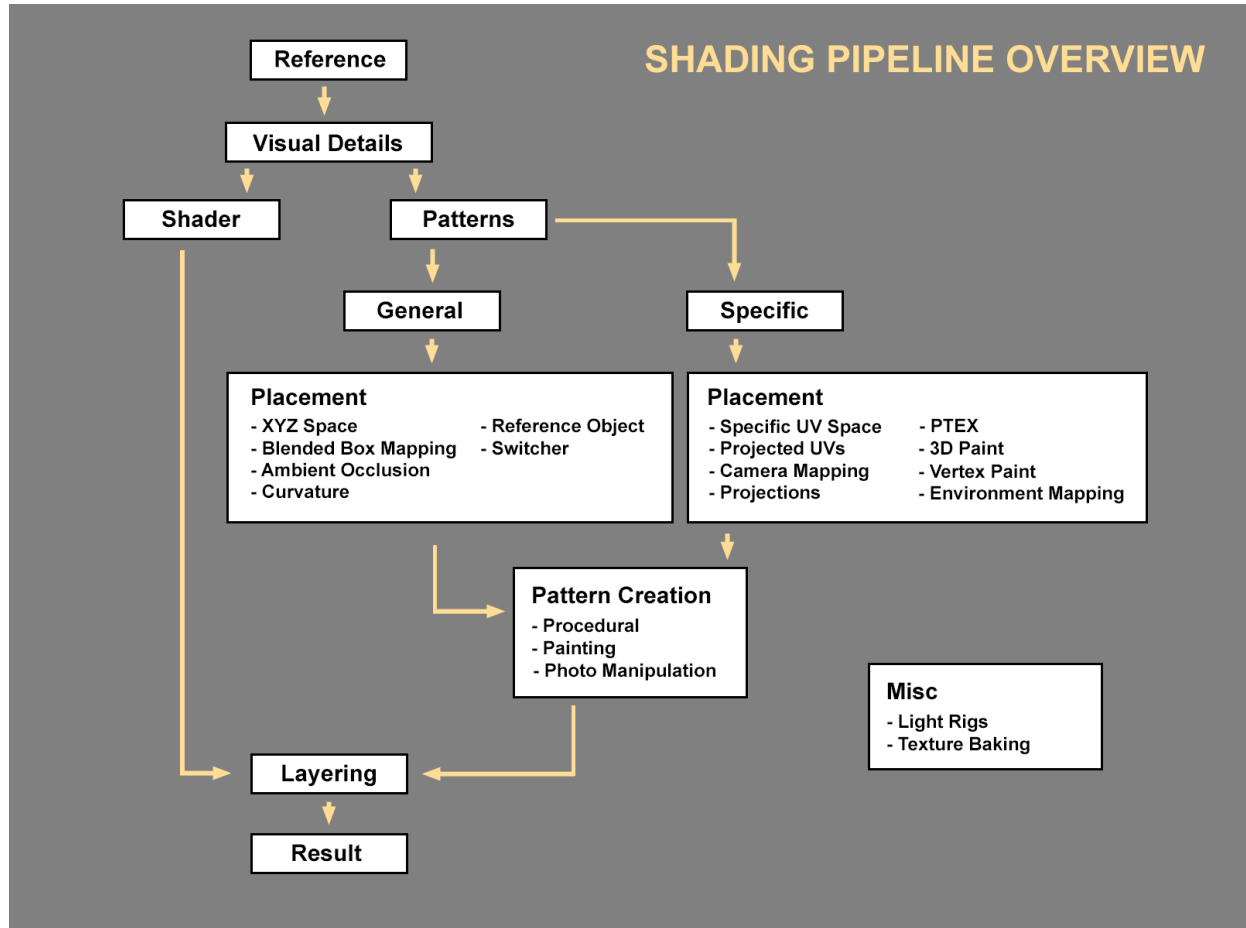 SHADING PIPELINE OVERVIEW
Reference
Visual Details
Shader
Patterns
General
Specific
Placement
- XYZ Space
- Blended Box Mapping
- Ambient Occlusion
- Curvature
- Reference Object
- Switcher
Placement
- Specific UV Space
- Projected UVs
- Camera Mapping
- Projections
- PTEX
- 3D Paint
- Vertex Paint
- Environment Mapping
Pattern Creation
- Procedural
- Painting
- Photo Manipulation
Misc
- Light Rigs
- Texture Baking
Layering
Result